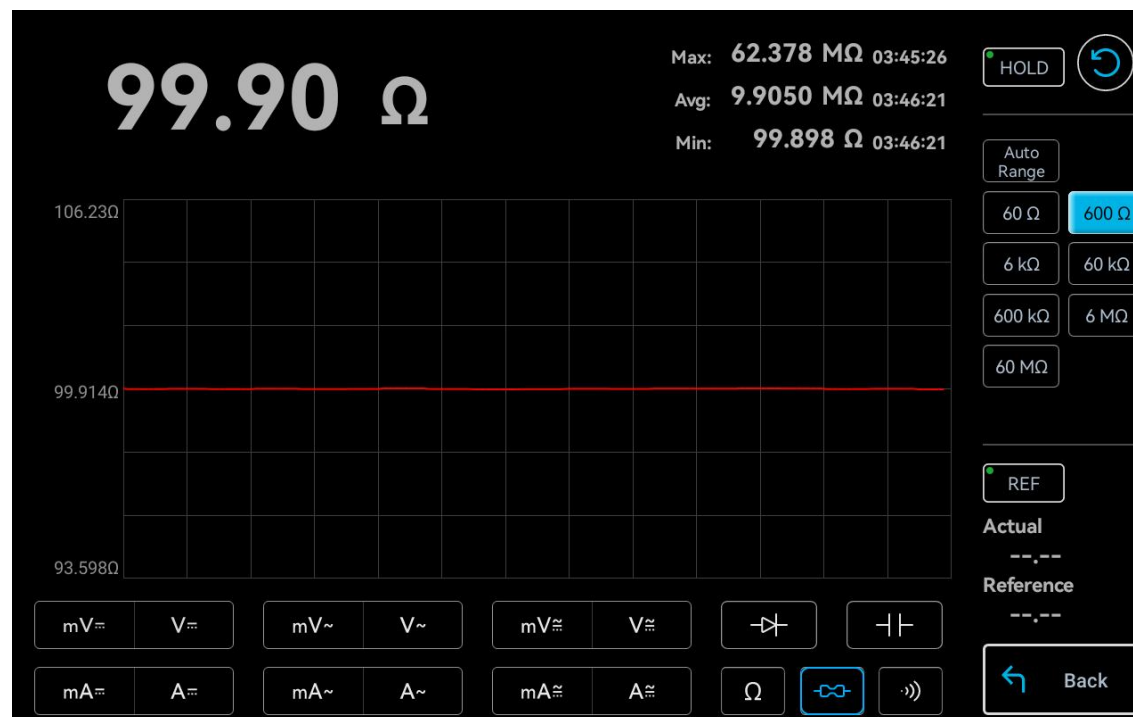 99.90 Ω
Max: 62.378 MΩ 03:45:26
Avg: 9.9050 MΩ 03:46:21
Min: 99.898 Ω 03:46:21
HOLD
Auto
Range
60 Ω 600 Ω
6 kΩ 60 kΩ
600 kΩ 6 MΩ
60 MΩ
106.23Ω
99.914Ω
93.598Ω
REF
Actual
--.--
Reference
--.--
mV⎓ V⎓ mV~ V~ mV≅ V≅
mA⎓ A⎓ mA~ A~ mA≅ A≅ Ω
Back